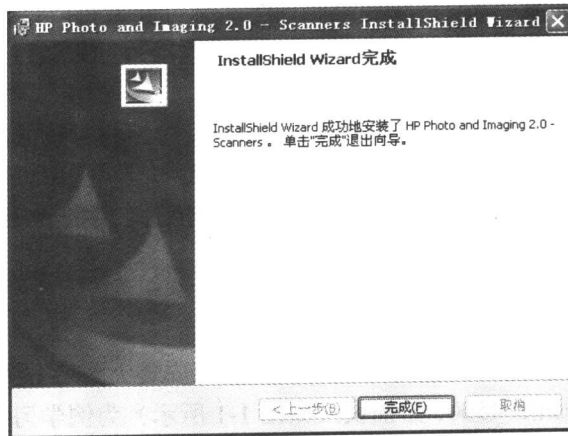 HP Photo and Imaging 2.0 - Scanners InstallShield Wizard
InstallShield Wizard完成
InstallShield Wizard 成功地安装了 HP Photo and Imaging 2.0 -
Scanners 。 单击"完成"退出向导。
<上一步(B) 完成(F) 取消